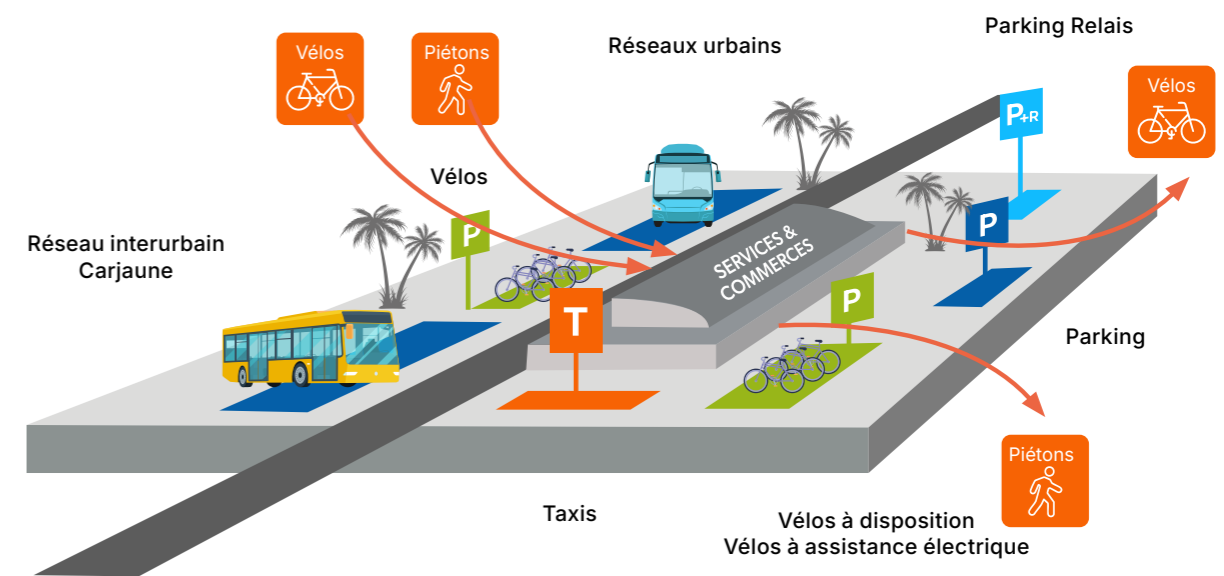 Parking Relais
Vélos
Piétons
Réseaux urbains
Vélos
P+R
Vélos
P
P
Réseau interurbain
Carjaune
SERVICES &
COMMERCES
P
T
Parking
Piétons
Taxis
Vélos à disposition
Vélos à assistance électrique